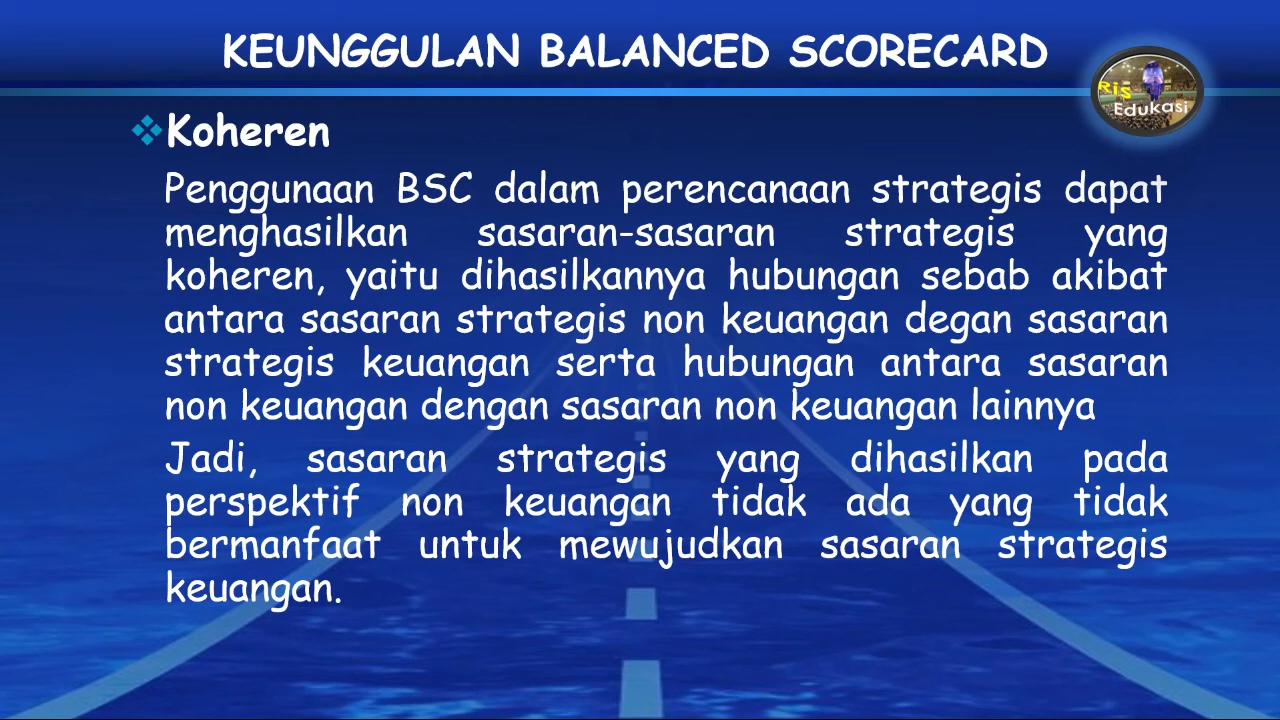 KEUNGGULAN BALANCED SCORECARD
Ris
Edukasi
Koheren
Penggunaan BSC dalam perencanaan strategis dapat
menghasilkan sasaran-sasaran strategis yang
koheren, yaitu dihasilkannya hubungan sebab akibat
antara sasaran strategis non keuangan degan sasaran
strategis keuangan serta hubungan antara sasaran
non keuangan dengan sasaran non keuangan lainnya
Jadi, sasaran strategis yang dihasilkan pada
perspektif non keuangan tidak ada yang tidak
bermanfaat untuk mewujudkan sasaran strategis
keuangan.